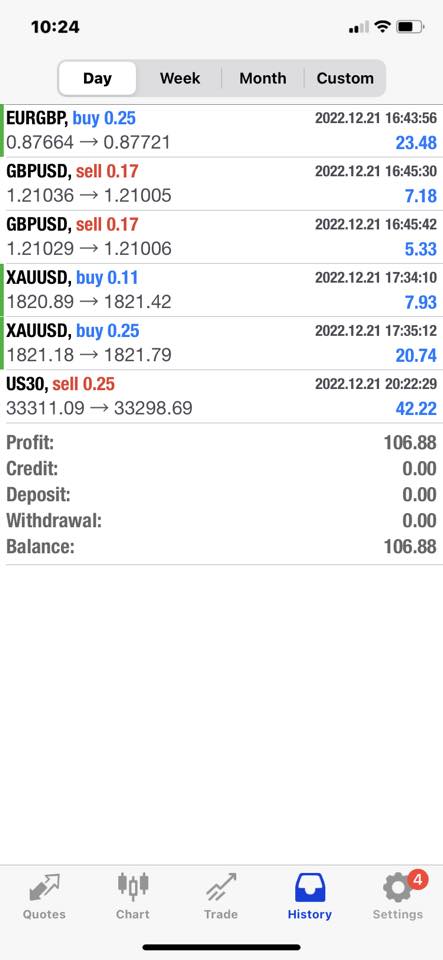 10:24
Day Week Month Custom
EURGBP, buy 0.25 2022.12.21 16:43:56
0.87664 → 0.87721 23.48
GBPUSD, sell 0.17 2022.12.21 16:45:30
1.21036 → 1.21005 7.18
GBPUSD, sell 0.17 2022.12.21 16:45:42
1.21029 → 1.21006 5.33
XAUUSD, buy 0.11 2022.12.21 17:34:10
1820.89 → 1821.42 7.93
XAUUSD, buy 0.25 2022.12.21 17:35:12
1821.18 → 1821.79 20.74
US30, sell 0.25 2022.12.21 20:22:29
33311.09 → 33298.69 42.22
Profit: 106.88
Credit: 0.00
Deposit: 0.00
Withdrawal: 0.00
Balance: 106.88
4
Quotes Chart Trade History Settings